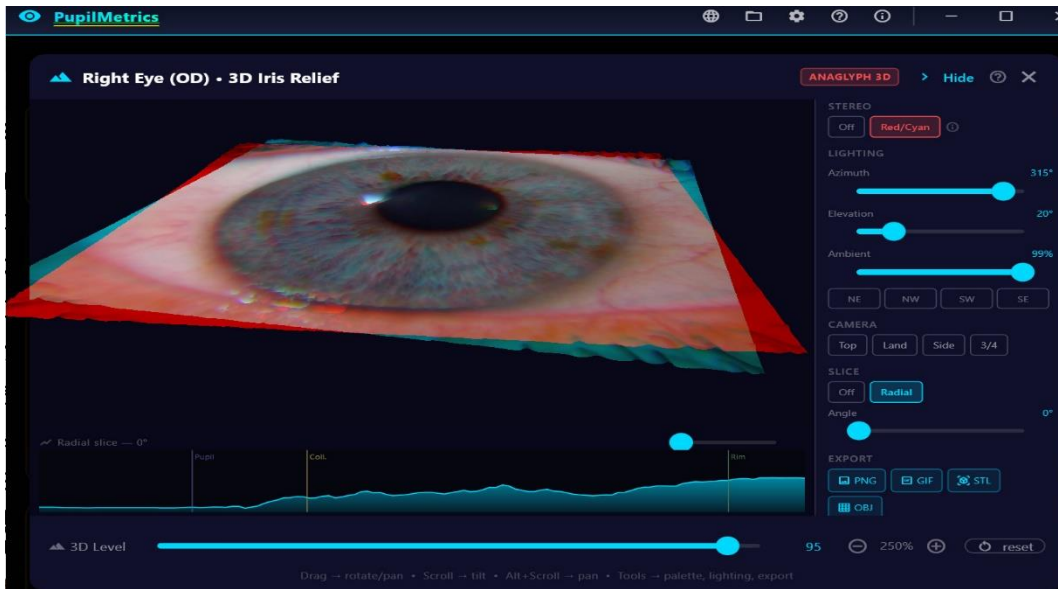 PupilMetrics
Right Eye (OD) • 3D Iris Relief
ANAGLYPH 3D
> Hide
STEREO
Off Red/Cyan
LIGHTING
Azimuth 315°
Elevation 20°
Ambient 99%
NE NW SW SE
CAMERA
Top Land Side 3/4
SLICE
Off Radial
Angle 0°
EXPORT
PNG GIF STL
OBJ
Radial slice — 0°
Pupil Coll. Rim
3D Level 95 250% reset
Drag → rotate/pan • Scroll → tilt • Alt+Scroll → pan • Tools → palette, lighting, export